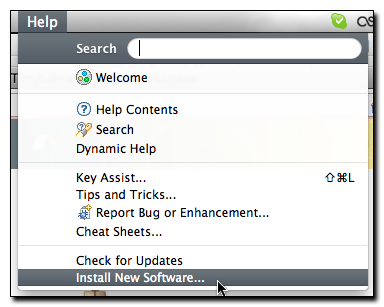 Help
Search
Welcome
Help Contents
Search
Dynamic Help
Key Assist... ⇧⌘L
Tips and Tricks...
Report Bug or Enhancement...
Cheat Sheets...
Check for Updates
Install New Software...